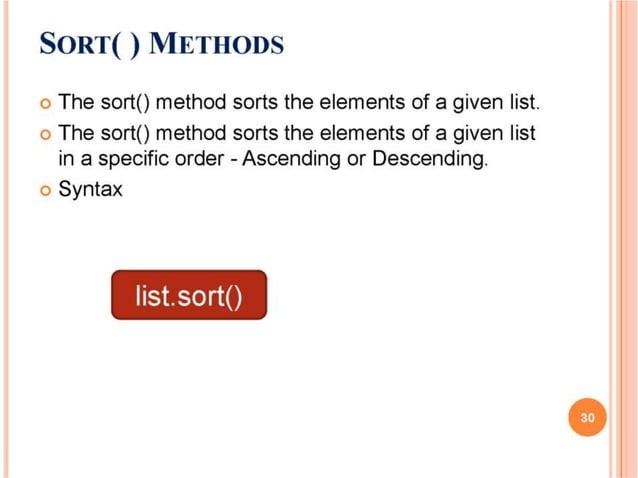 SORT( ) METHODS
The sort() method sorts the elements of a given list.
The sort() method sorts the elements of a given list
in a specific order - Ascending or Descending.
Syntax
list.sort()
30